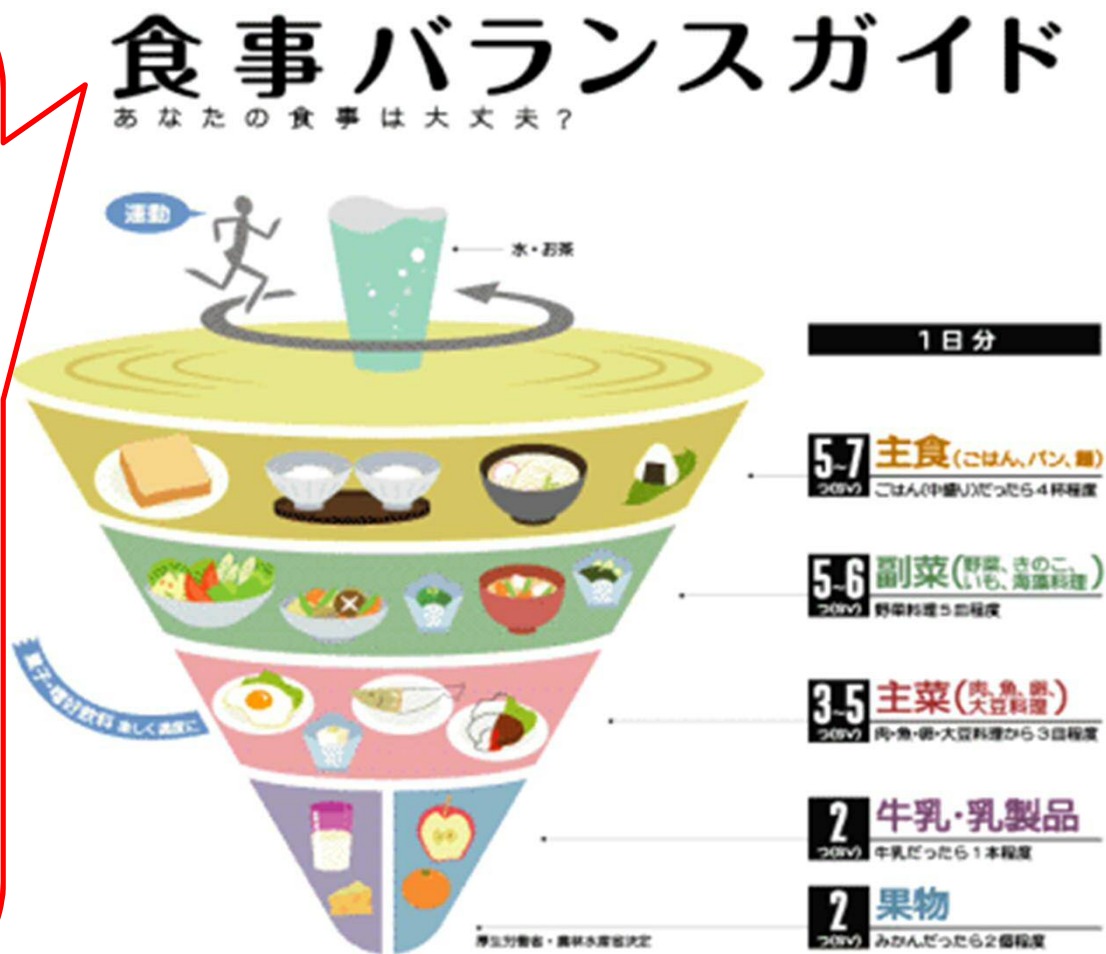 食事バランスガイド
あなたの食事は大丈夫?
運動
水・お茶
1日分
5~7 主食(ごはん、パン、麺)
つ(SV) ごはん(中盛り)だったら4杯程度
5~6 副菜(野菜、きのこ、いも、海藻料理)
つ(SV) 野菜料理5皿程度
菓子・嗜好飲料 楽しく適度に
3~5 主菜(肉、魚、卵、大豆料理)
つ(SV) 肉・魚・卵・大豆料理から3皿程度
2 牛乳・乳製品
つ(SV) 牛乳だったら1本程度
2 果物
つ(SV) みかんだったら2個程度
厚生労働省・農林水産省決定